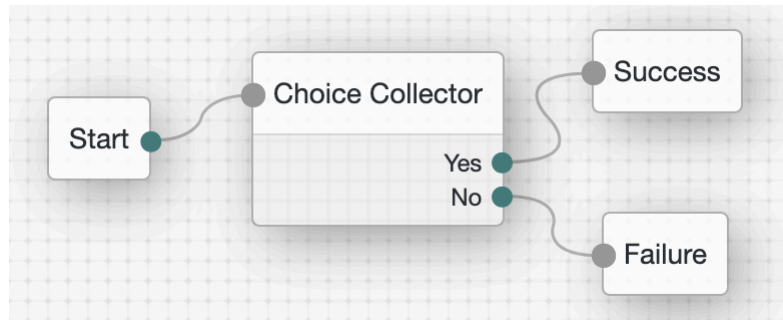 Start
Choice Collector
Yes
No
Success
Failure